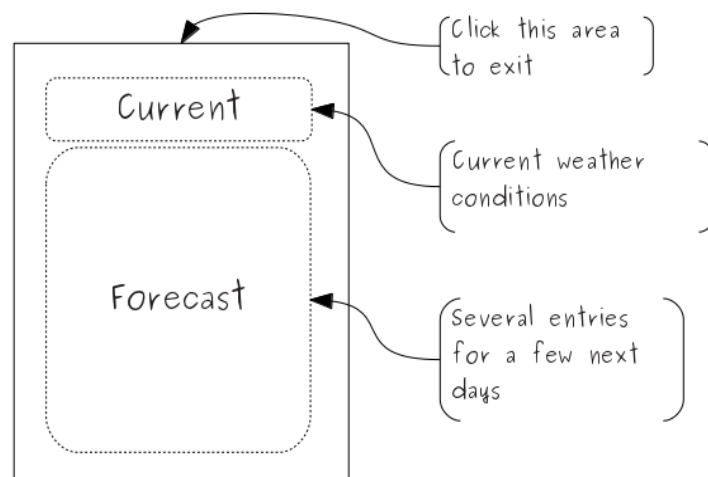 Click this area
to exit
Current
Current weather
conditions
Forecast
Several entries
for a few next
days